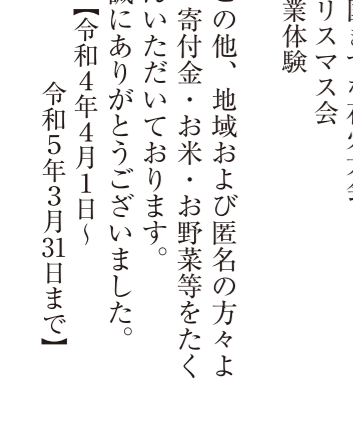 リスマス会
業体験
の他、地域および匿名の方々よ
寄付金・お米・お野菜等をたく
いただいております。
誠にありがとうございました。
【令和４年４月１日～
令和５年３月31日まで】